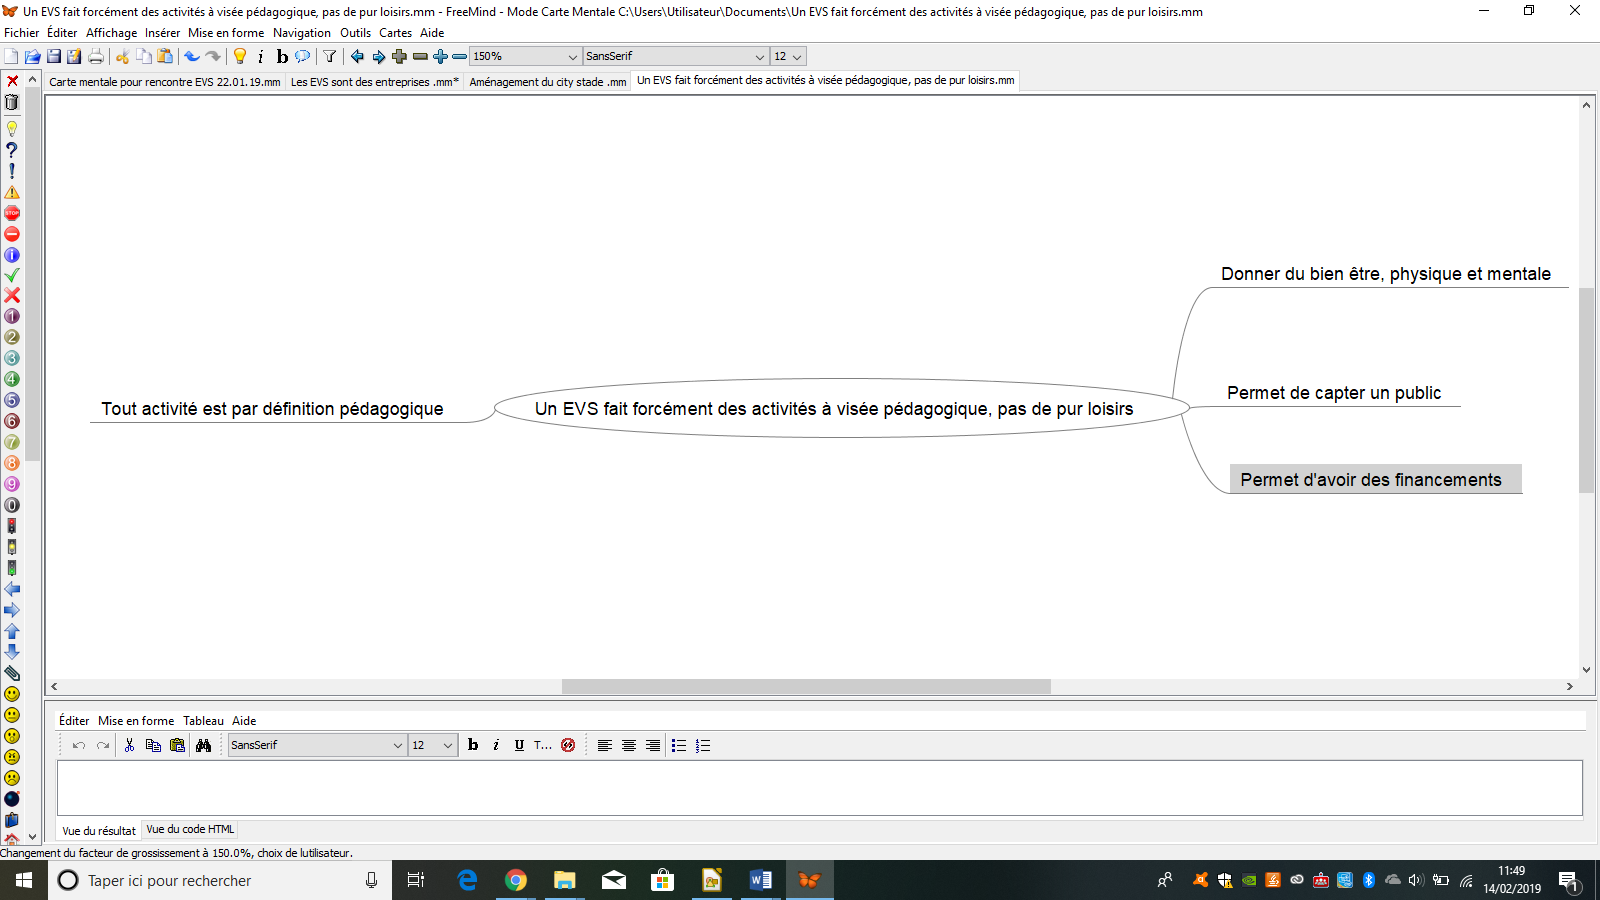 Un EVS fait forcément des activités à visée pédagogique, pas de pur loisirs.mm - FreeMind - Mode Carte Mentale C:\Users\Utilisateur\Documents\Un EVS fait forcément des activités à visée pédagogique, pas de pur loisirs.mm
Fichier Éditer Affichage Insérer Mise en forme Navigation Outils Cartes Aide
150% SansSerif 12
Carte mentale pour rencontre EVS 22.01.19.mm Les EVS sont des entreprises .mm* Aménagement du city stade .mm Un EVS fait forcément des activités à visée pédagogique, pas de pur loisirs.mm
Donner du bien être, physique et mentale
Permet de capter un public
Tout activité est par définition pédagogique
Un EVS fait forcément des activités à visée pédagogique, pas de pur loisirs
Permet d'avoir des financements
Éditer Mise en forme Tableau Aide
SansSerif 12 b i U T...
Vue du résultat Vue du code HTML
Changement du facteur de grossissement à 150.0%, choix de lutilisateur.
Taper ici pour rechercher
11:49
14/02/2019
1